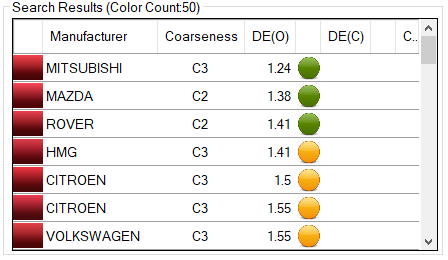 Search Results (Color Count:50)
Manufacturer Coarseness DE(O) DE(C) C..
MITSUBISHI C3 1.24
MAZDA C2 1.38
ROVER C2 1.41
HMG C3 1.41
CITROEN C3 1.5
CITROEN C3 1.55
VOLKSWAGEN C3 1.55